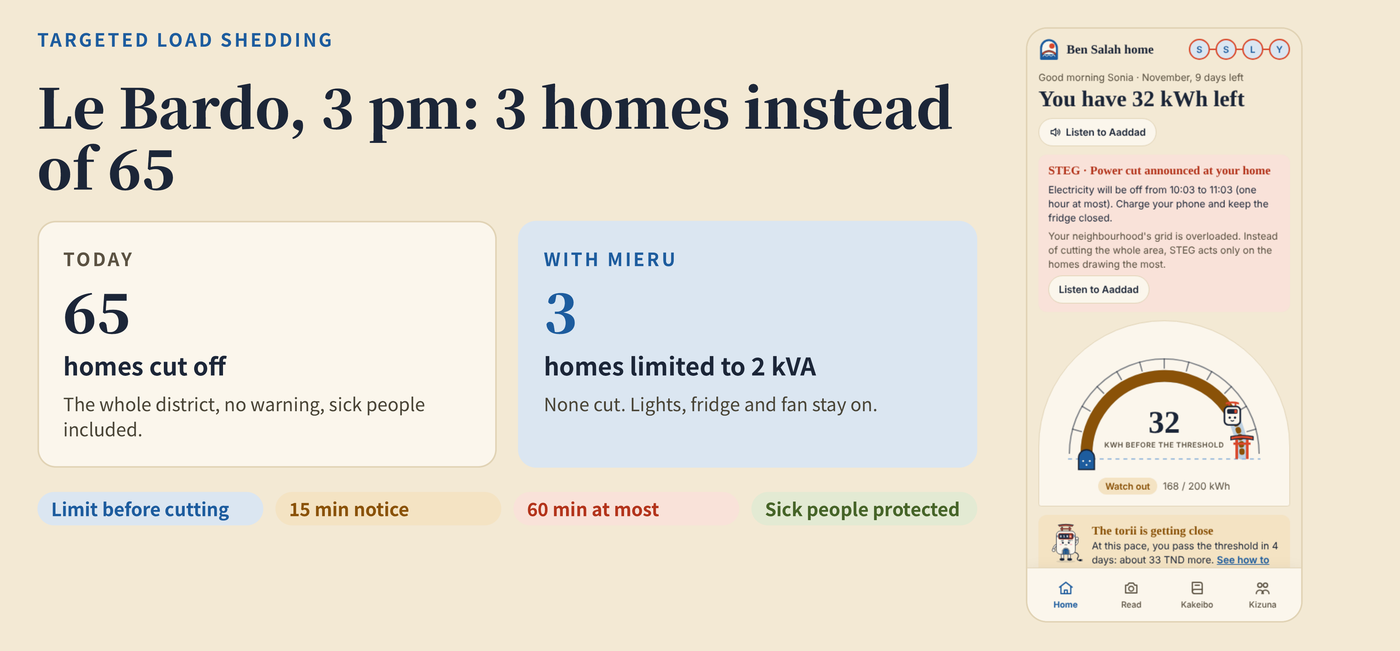 TARGETED LOAD SHEDDING
Le Bardo, 3 pm: 3 homes instead
of 65
TODAY
65
homes cut off
The whole district, no warning, sick people
included.
WITH MIERU
3
homes limited to 2 kVA
None cut. Lights, fridge and fan stay on.
Limit before cutting
15 min notice
60 min at most
Sick people protected
Ben Salah home
S S L Y
Good morning Sonia · November, 9 days left
You have 32 kWh left
Listen to Aaddad
STEG · Power cut announced at your home
Electricity will be off from 10:03 to 11:03 (one
hour at most). Charge your phone and keep the
fridge closed.
Your neighbourhood's grid is overloaded. Instead
of cutting the whole area, STEG acts only on the
homes drawing the most.
Listen to Aaddad
32
KWH BEFORE THE THRESHOLD
Watch out 168 / 200 kWh
The torii is getting close
At this pace, you pass the threshold in 4
days: about 33 TND more. See how to
Home
Read
Kakeibo
Kizuna